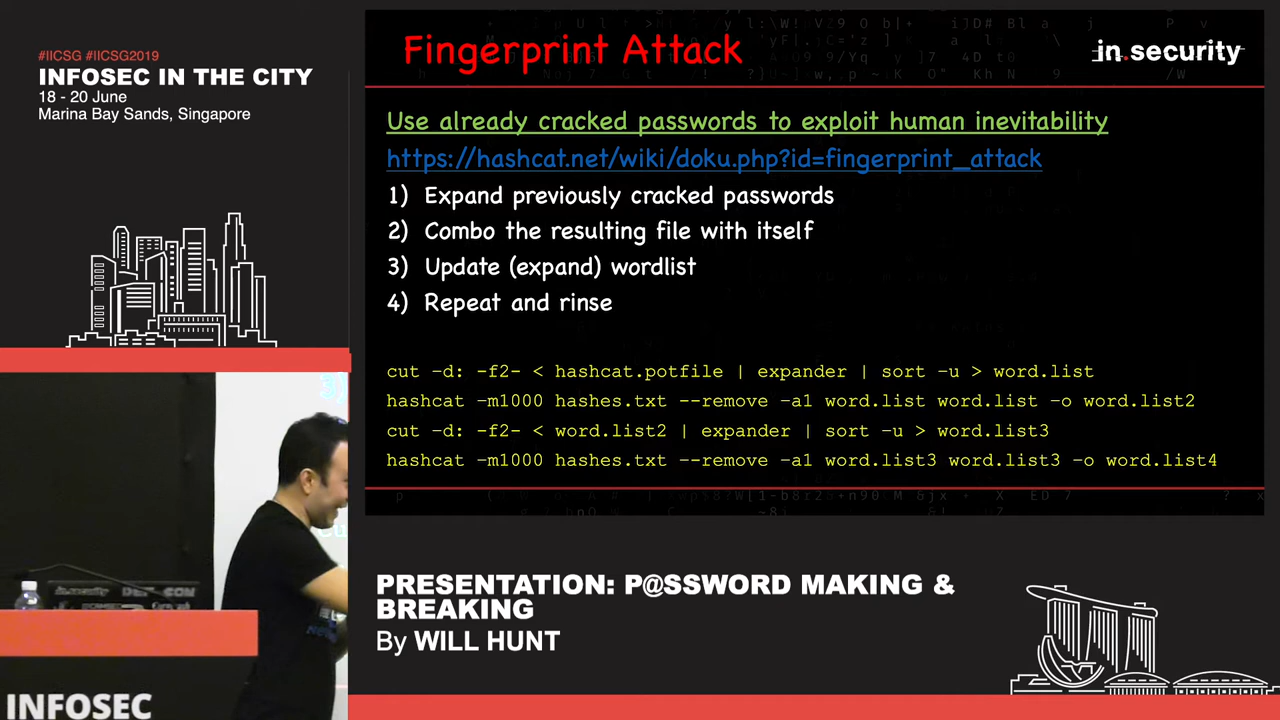 #IICSG #IICSG2019
INFOSEC IN THE CITY
18 - 20 June
Marina Bay Sands, Singapore
Fingerprint Attack
in.security
Use already cracked passwords to exploit human inevitability
https://hashcat.net/wiki/doku.php?id=fingerprint_attack
1) Expand previously cracked passwords
2) Combo the resulting file with itself
3) Update (expand) wordlist
4) Repeat and rinse
cut -d: -f2- < hashcat.potfile | expander | sort -u > word.list
hashcat -m1000 hashes.txt --remove -a1 word.list word.list -o word.list2
cut -d: -f2- < word.list2 | expander | sort -u > word.list3
hashcat -m1000 hashes.txt --remove -a1 word.list3 word.list3 -o word.list4
PRESENTATION: P@SSWORD MAKING &
BREAKING
By WILL HUNT
INFOSEC